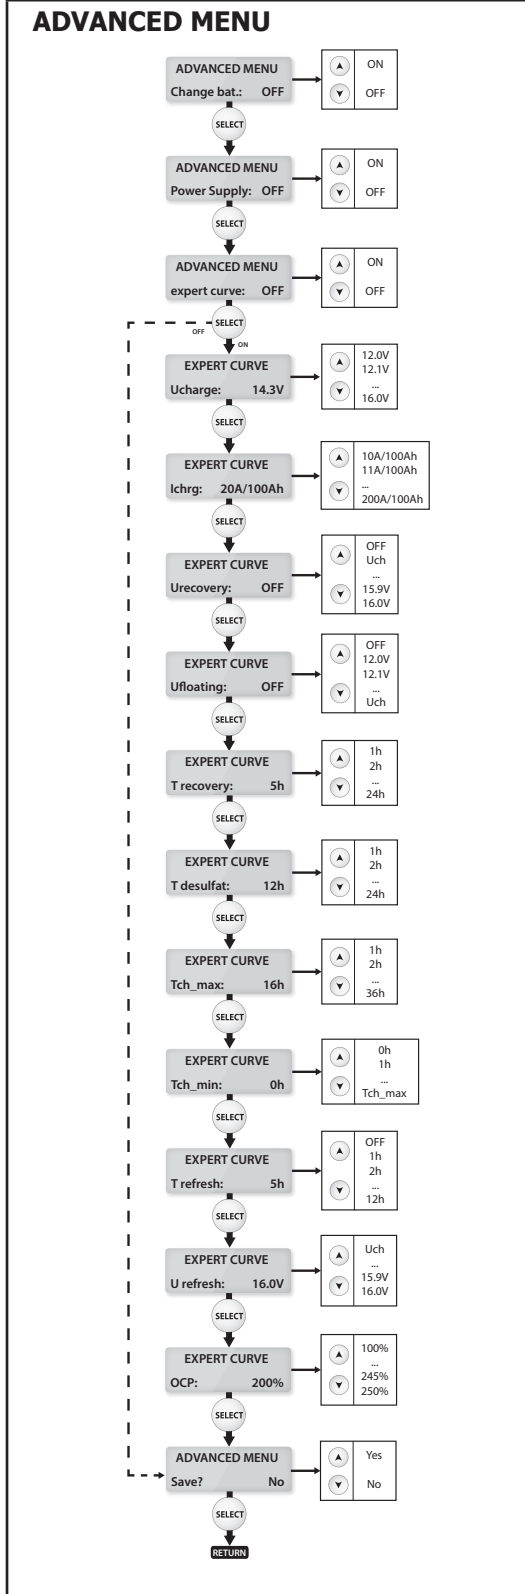 ADVANCED MENU
ADVANCED MENU
Change bat.: OFF
ON
OFF
SELECT
ADVANCED MENU
Power Supply: OFF
ON
OFF
SELECT
ADVANCED MENU
expert curve: OFF
ON
OFF
SELECT
OFF
ON
EXPERT CURVE
Ucharge: 14.3V
12.0V
12.1V
...
16.0V
SELECT
EXPERT CURVE
Ichrg: 20A/100Ah
10A/100Ah
11A/100Ah
...
200A/100Ah
SELECT
EXPERT CURVE
Urecovery: OFF
OFF
Uch
...
15.9V
16.0V
SELECT
EXPERT CURVE
Ufloating: OFF
OFF
12.0V
12.1V
...
Uch
SELECT
EXPERT CURVE
T recovery: 5h
1h
2h
...
24h
SELECT
EXPERT CURVE
T desulfat: 12h
1h
2h
...
24h
SELECT
EXPERT CURVE
Tch_max: 16h
1h
2h
...
36h
SELECT
EXPERT CURVE
Tch_min: 0h
0h
1h
...
Tch_max
SELECT
EXPERT CURVE
T refresh: 5h
OFF
1h
2h
...
12h
SELECT
EXPERT CURVE
U refresh: 16.0V
Uch
...
15.9V
16.0V
SELECT
EXPERT CURVE
OCP: 200%
100%
...
245%
250%
SELECT
ADVANCED MENU
Save? No
Yes
No
SELECT
RETURN